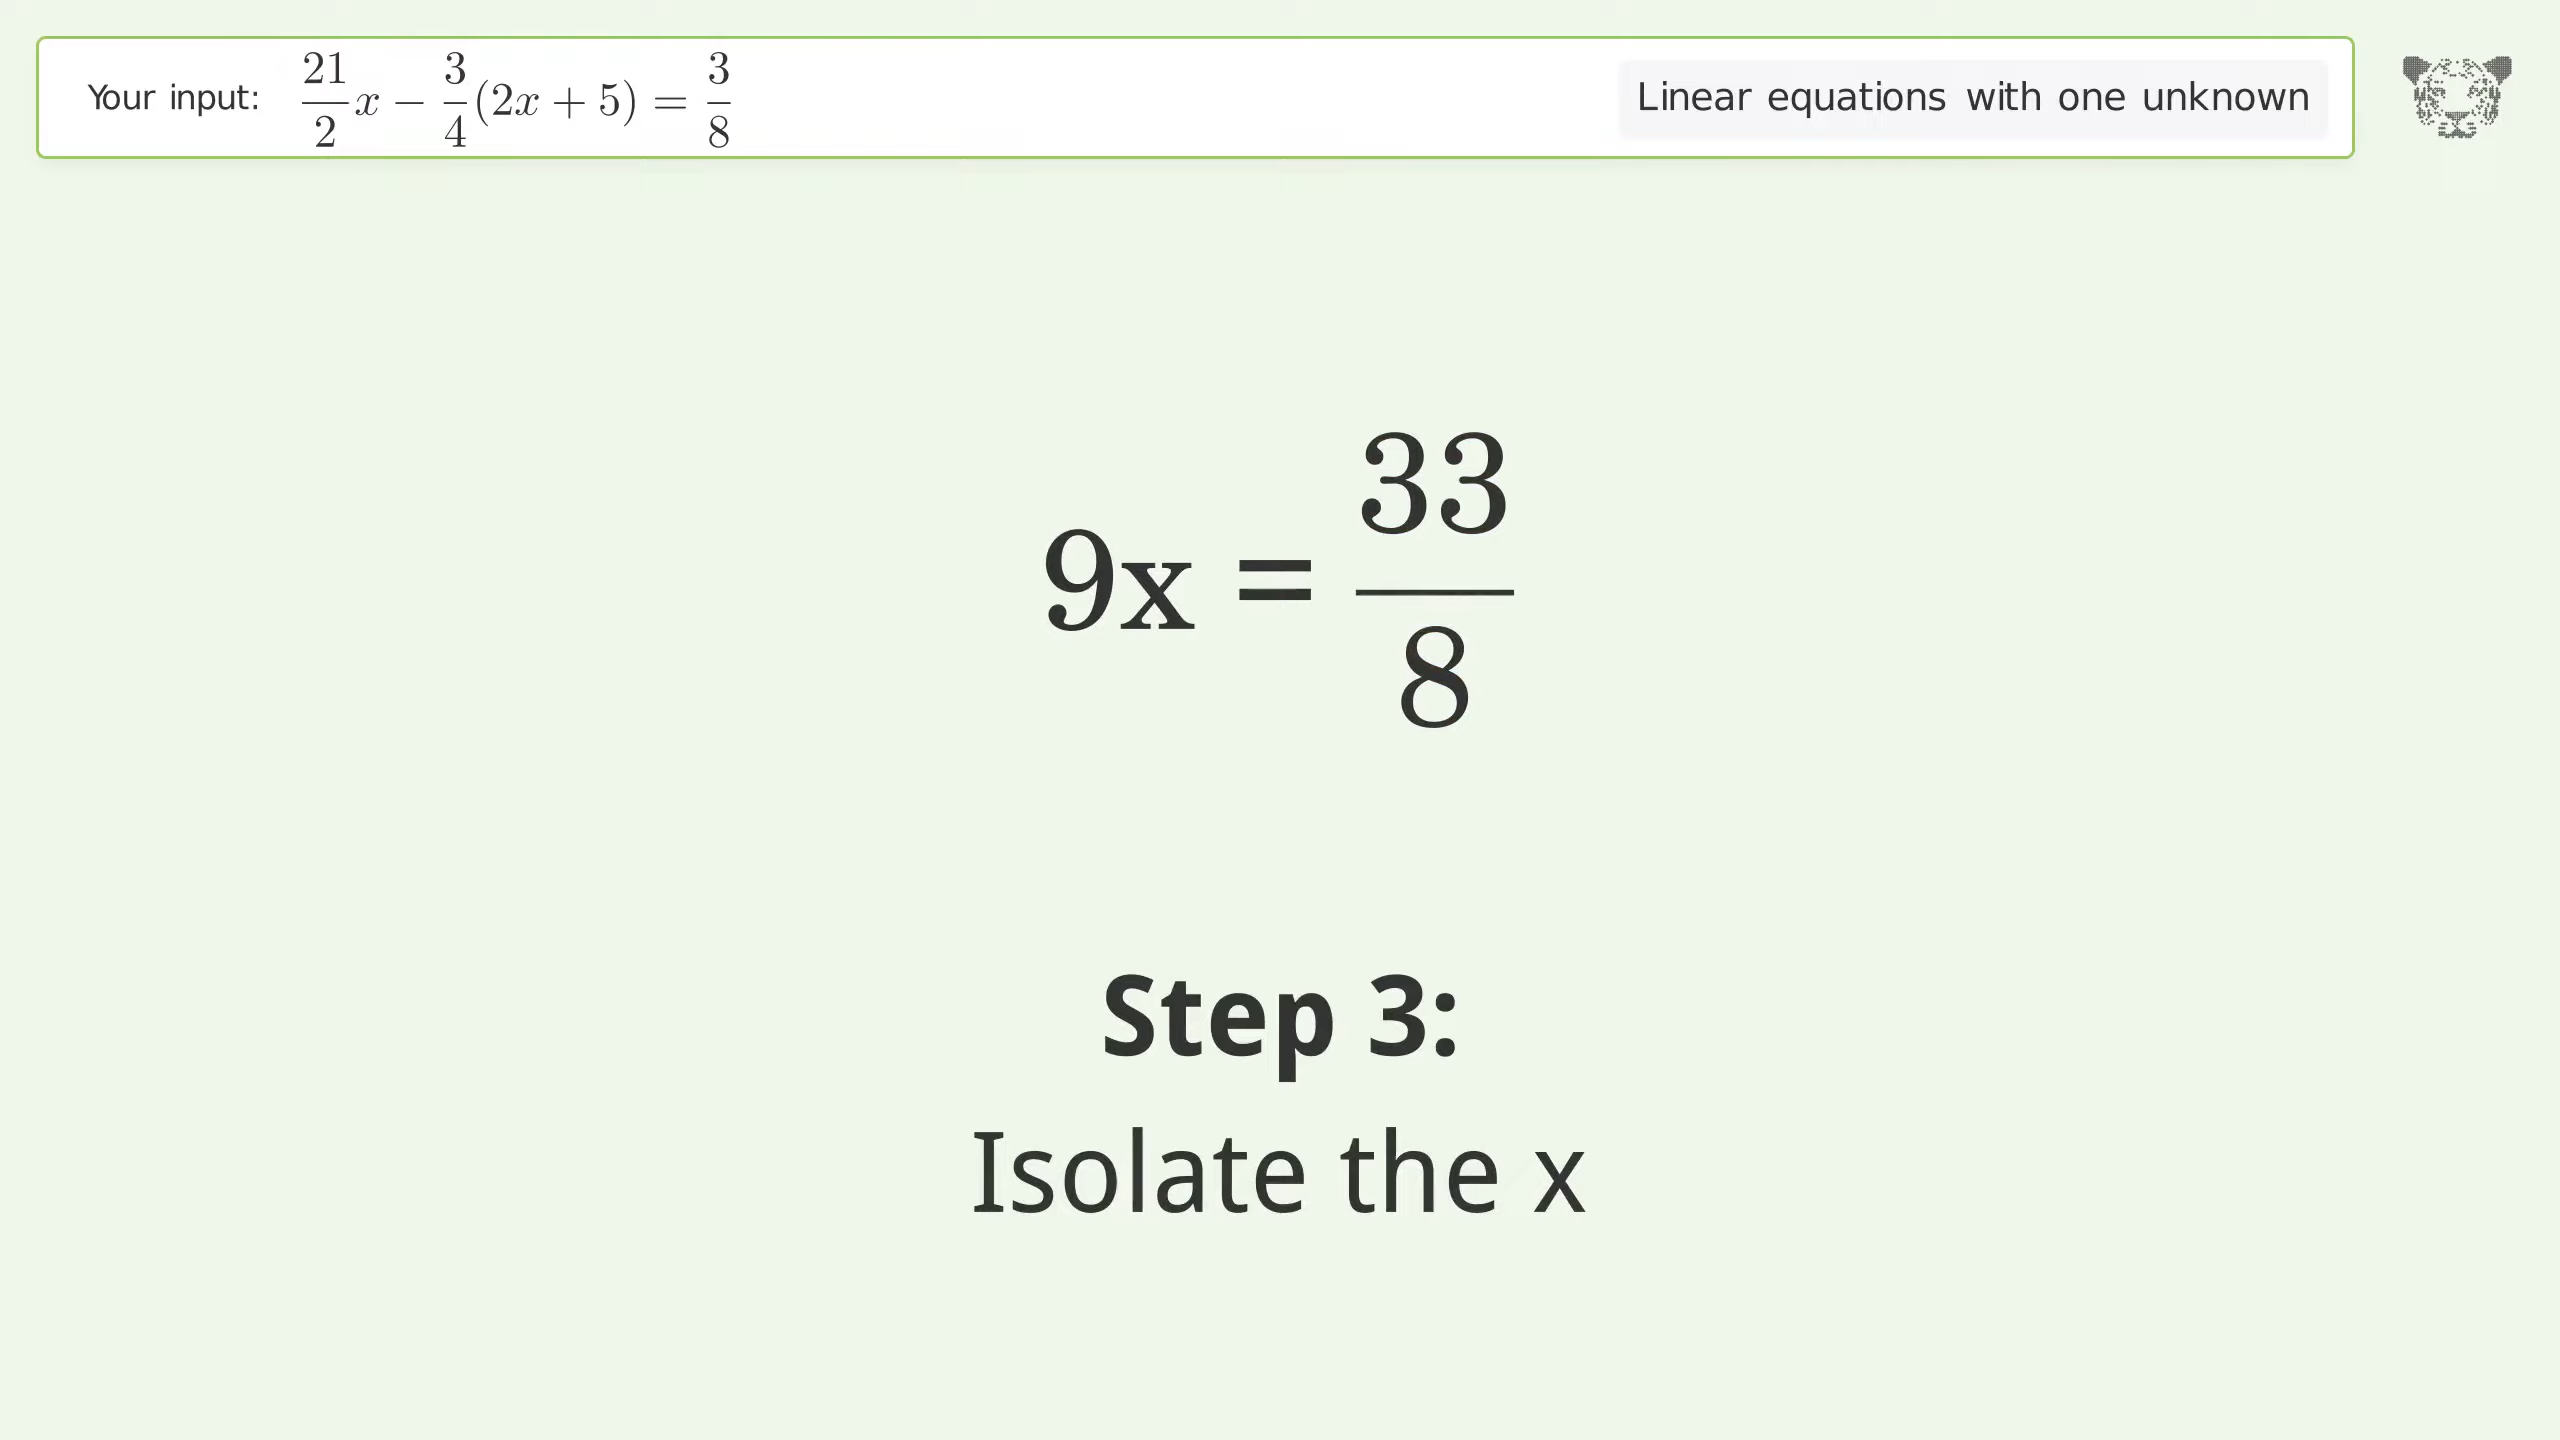 Your input: 21/2 x − 3/4 (2x + 5) = 3/8
Linear equations with one unknown
9x = 33/8
Step 3:
Isolate the x